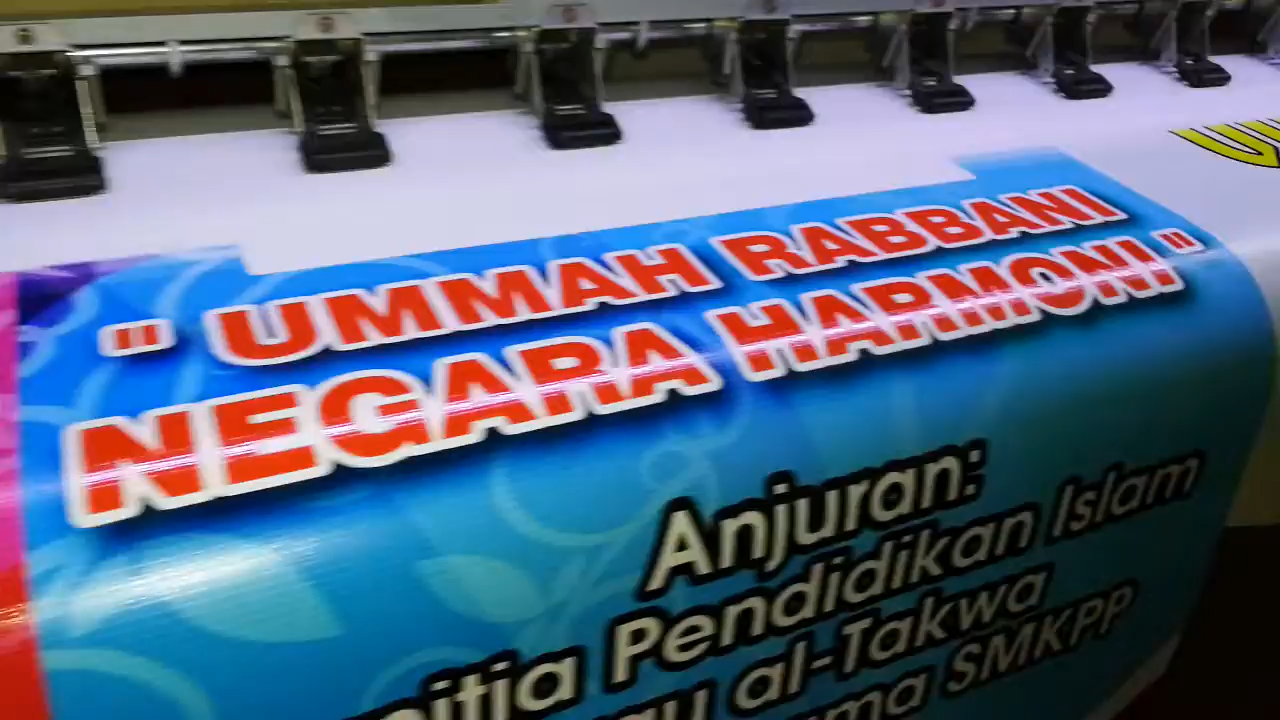 " UMMAH RABBANI
NEGARA HARMONI "
Anjuran:
Pendidikan Islam
al-Takwa
SMKPP